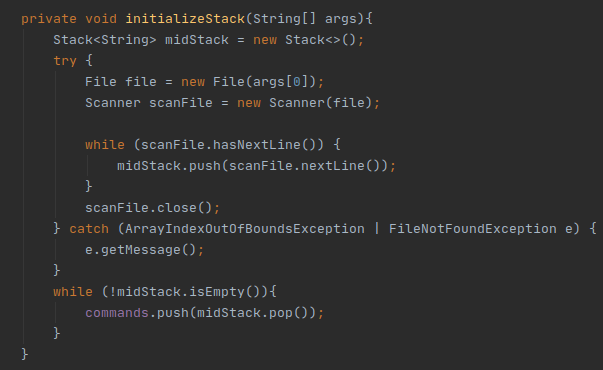 private void initializeStack(String[] args){
    Stack<String> midStack = new Stack<>();
    try {
        File file = new File(args[0]);
        Scanner scanFile = new Scanner(file);

        while (scanFile.hasNextLine()) {
            midStack.push(scanFile.nextLine());
        }
        scanFile.close();
    } catch (ArrayIndexOutOfBoundsException | FileNotFoundException e) {
        e.getMessage();
    }
    while (!midStack.isEmpty()){
        commands.push(midStack.pop());
    }
}